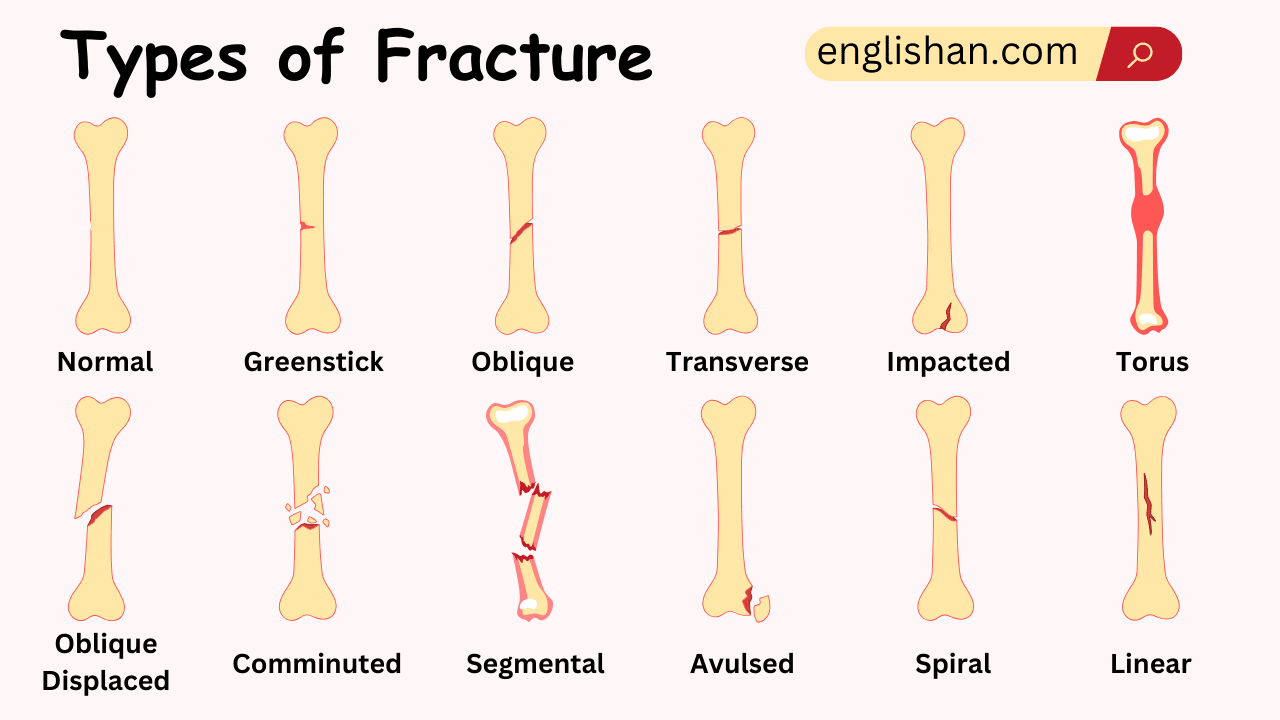 Types of Fracture
englishan.com
Normal
Greenstick
Oblique
Transverse
Impacted
Torus
Oblique
Displaced
Comminuted
Segmental
Avulsed
Spiral
Linear